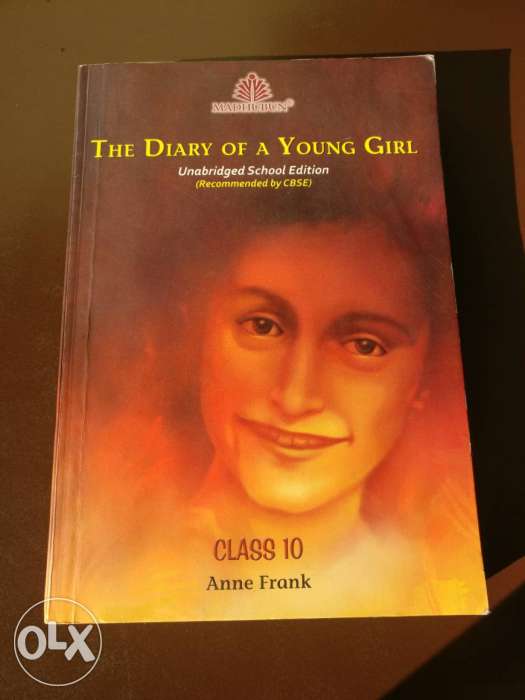 MADHUBUN®
THE DIARY OF A YOUNG GIRL
Unabridged School Edition
(Recommended by CBSE)
CLASS 10
Anne Frank
OLX